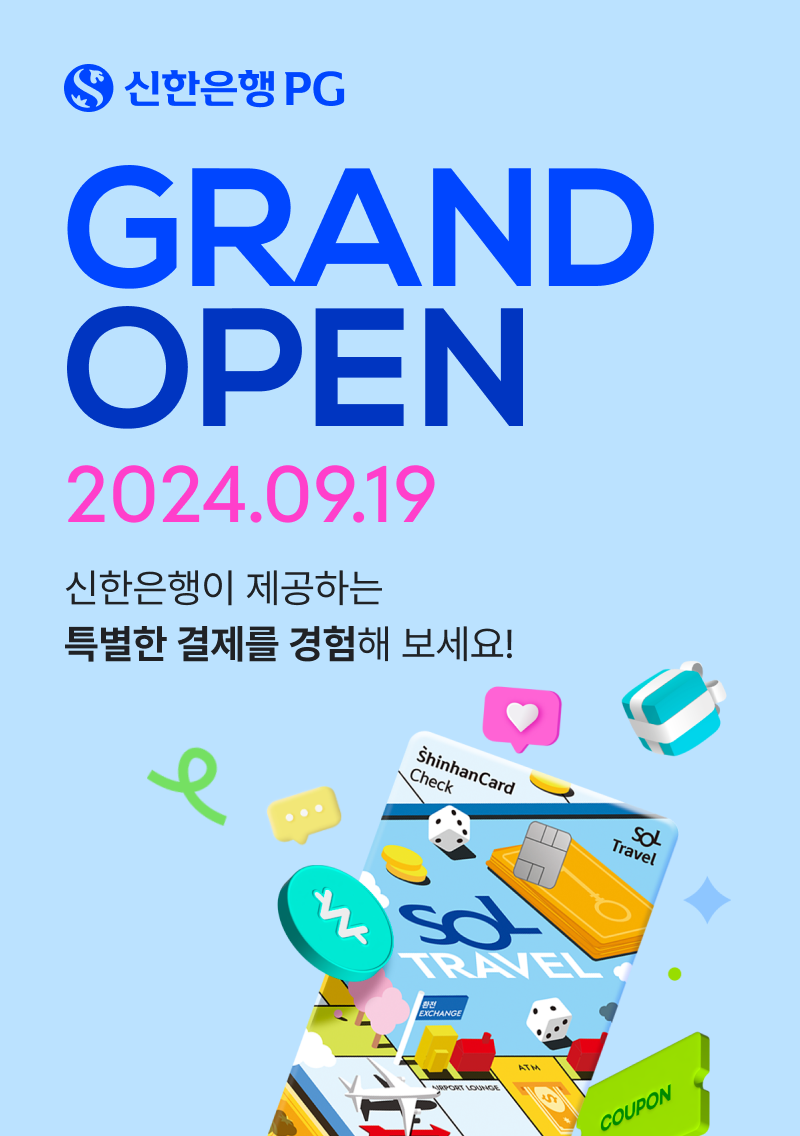 신한은행 PG
GRAND
OPEN
2024.09.19
신한은행이 제공하는
특별한 결제를 경험해 보세요!
ShinhanCard
Check
SOL
Travel
SOL
TRAVEL
환전
EXCHANGE
ATM
AIRPORT LOUNGE
COUPON